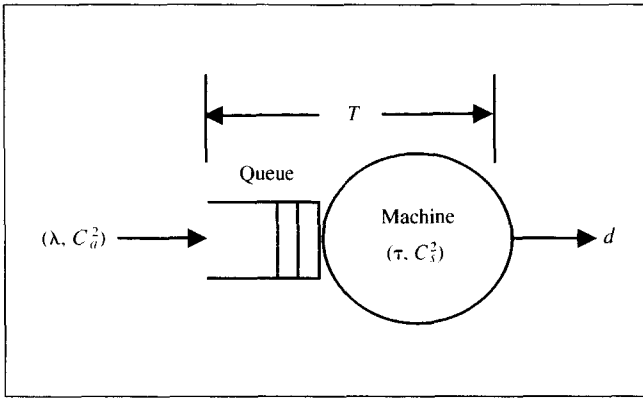 T
Queue
Machine
(λ, C_a^2)
(τ, C_s^2)
d